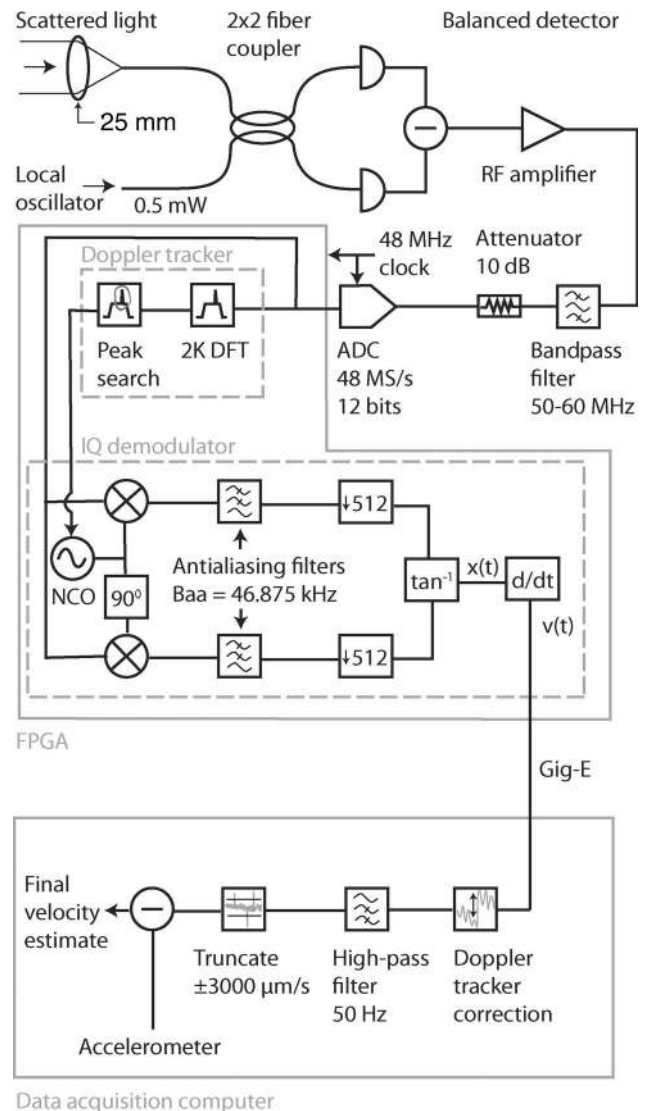 Scattered light
2x2 fiber
coupler
Balanced detector
25 mm
Local
oscillator
0.5 mW
RF amplifier
Doppler tracker
48 MHz
clock
Attenuator
10 dB
Peak
search
2K DFT
ADC
48 MS/s
12 bits
Bandpass
filter
50-60 MHz
IQ demodulator
↓512
Antialiasing filters
Baa = 46.875 kHz
NCO
90⁰
tan⁻¹
x(t)
d/dt
v(t)
↓512
FPGA
Gig-E
Final
velocity
estimate
Truncate
±3000 μm/s
High-pass
filter
50 Hz
Doppler
tracker
correction
Accelerometer
Data acquisition computer